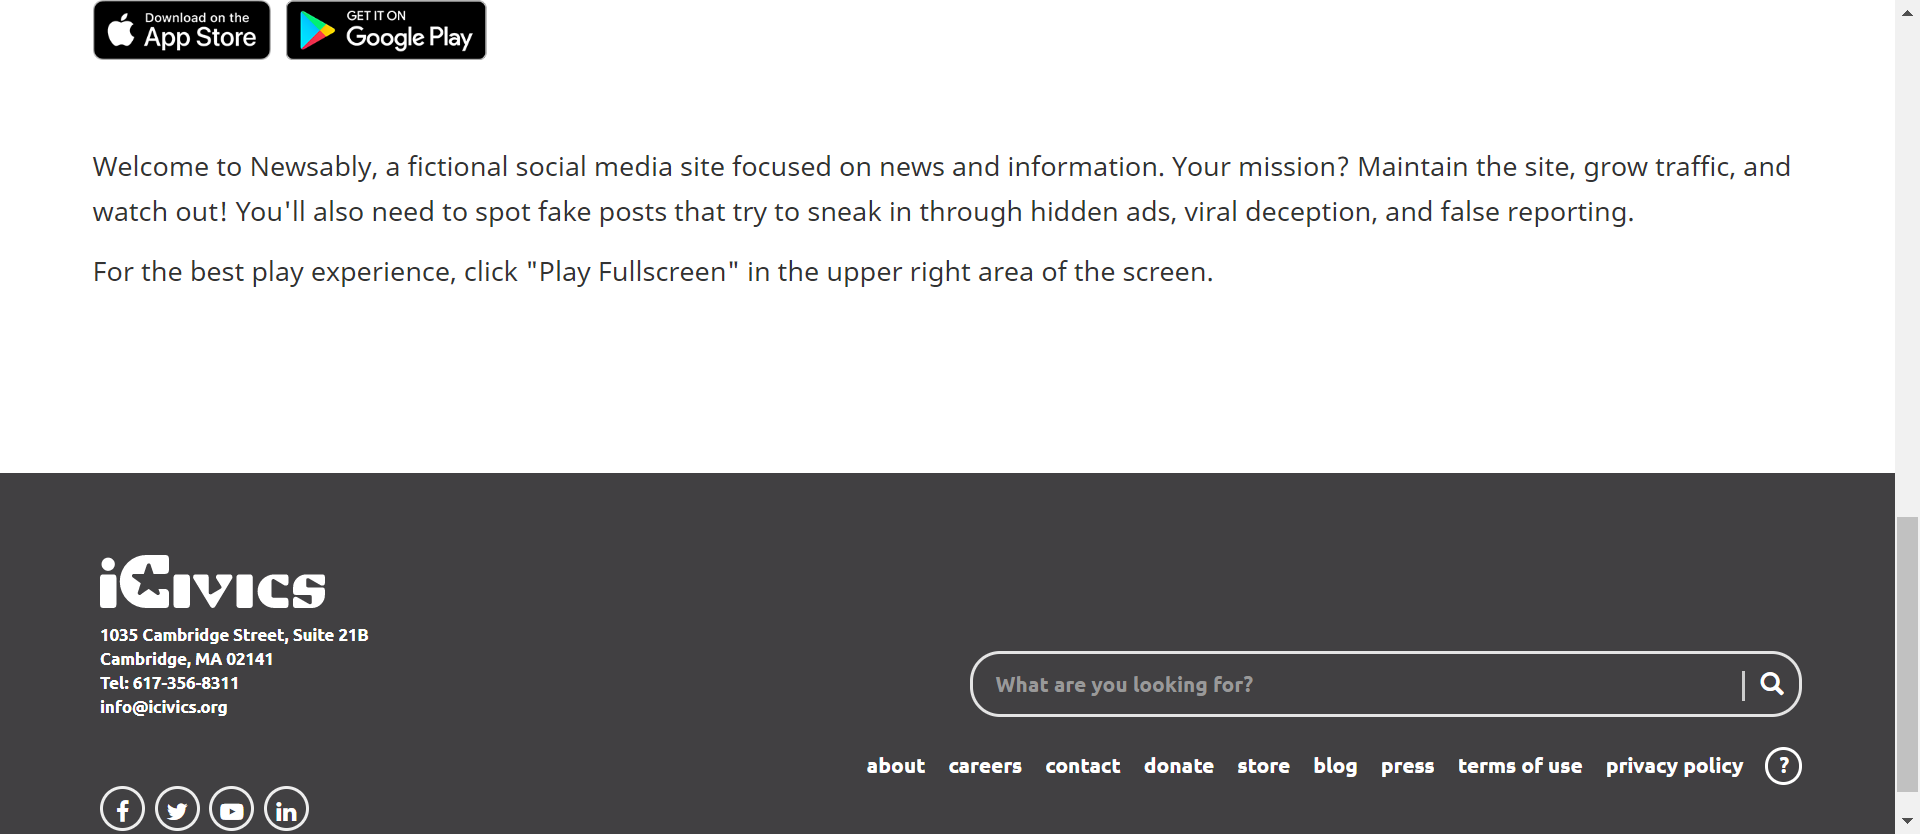 Download on the
App Store
GET IT ON
Google Play
Welcome to Newsably, a fictional social media site focused on news and information. Your mission? Maintain the site, grow traffic, and
watch out! You'll also need to spot fake posts that try to sneak in through hidden ads, viral deception, and false reporting.
For the best play experience, click "Play Fullscreen" in the upper right area of the screen.
iCivics
1035 Cambridge Street, Suite 21B
Cambridge, MA 02141
Tel: 617-356-8311
info@icivics.org
What are you looking for?
about careers contact donate store blog press terms of use privacy policy ?